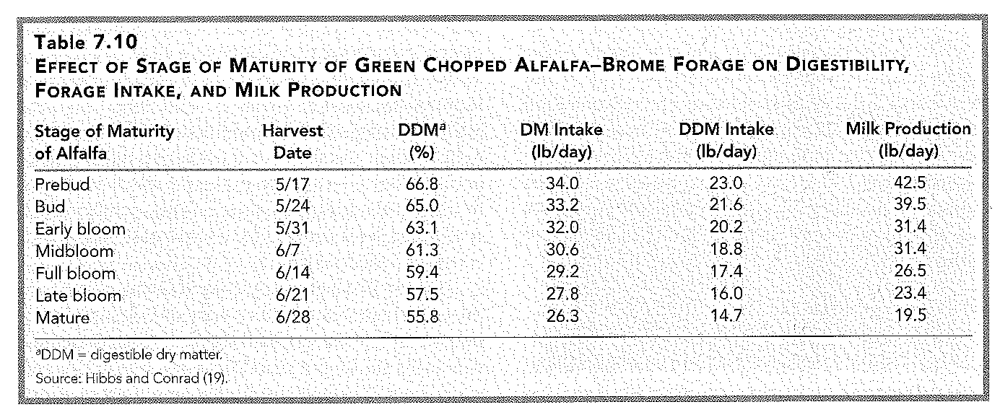 Table 7.10
EFFECT OF STAGE OF MATURITY OF GREEN CHOPPED ALFALFA–BROME FORAGE ON DIGESTIBILITY,
FORAGE INTAKE, AND MILK PRODUCTION
Stage of Maturity Harvest DDMᵃ DM Intake DDM Intake Milk Production
of Alfalfa Date (%) (lb/day) (lb/day) (lb/day)
Prebud 5/17 66.8 34.0 23.0 42.5
Bud 5/24 65.0 33.2 21.6 39.5
Early bloom 5/31 63.1 32.0 20.2 31.4
Midbloom 6/7 61.3 30.6 18.8 31.4
Full bloom 6/14 59.4 29.2 17.4 26.5
Late bloom 6/21 57.5 27.8 16.0 23.4
Mature 6/28 55.8 26.3 14.7 19.5
ᵃDDM = digestible dry matter.
Source: Hibbs and Conrad (19).